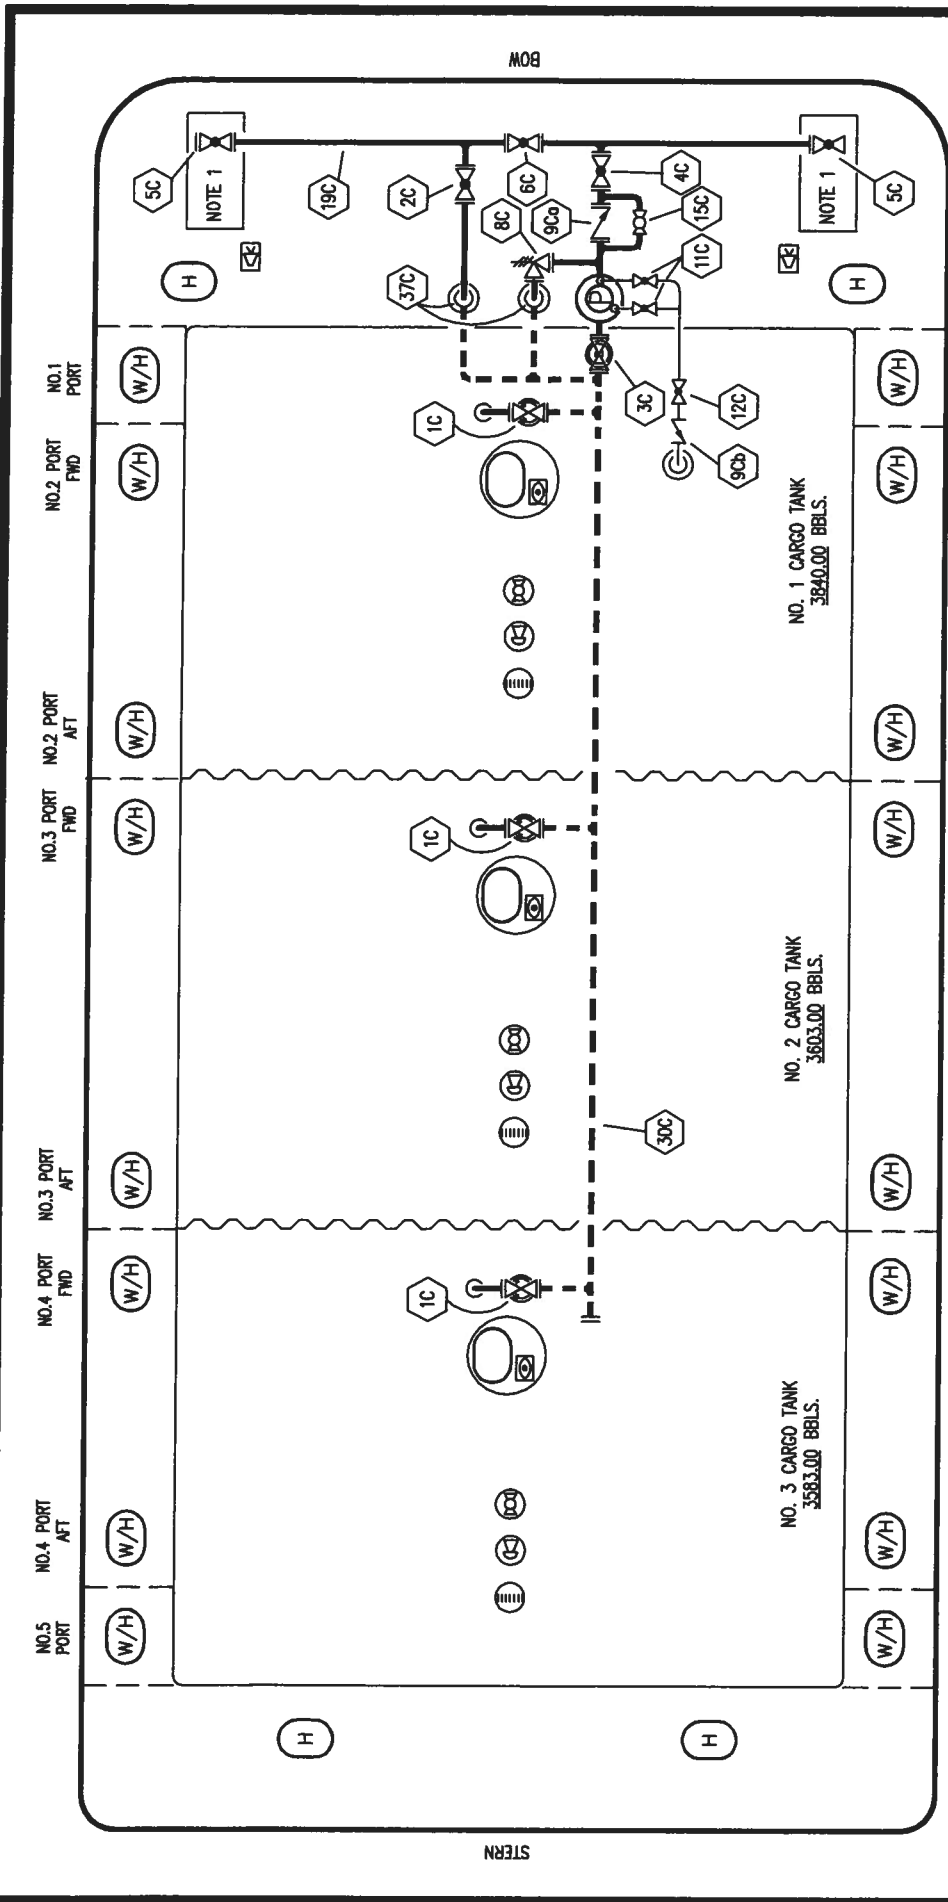 BOW
STERN
NO.5
PORT
NO.4 PORT
AFT
NO.4 PORT
FWD
NO.3 PORT
AFT
NO.3 PORT
FWD
NO.2 PORT
AFT
NO.2 PORT
FWD
NO.1
PORT
W/H
W/H
W/H
W/H
W/H
W/H
W/H
W/H
H
H
H
H
5C
NOTE 1
19C
2C
6C
8C
9Ca
4C
15C
37C
P
11C
3C
12C
9Cb
NOTE 1
5C
1C
1C
1C
30C
NO. 3 CARGO TANK
3583.00 BBLS.
NO. 2 CARGO TANK
3603.00 BBLS.
NO. 1 CARGO TANK
3840.00 BBLS.
W/H
W/H
W/H
W/H
W/H
W/H
W/H
W/H